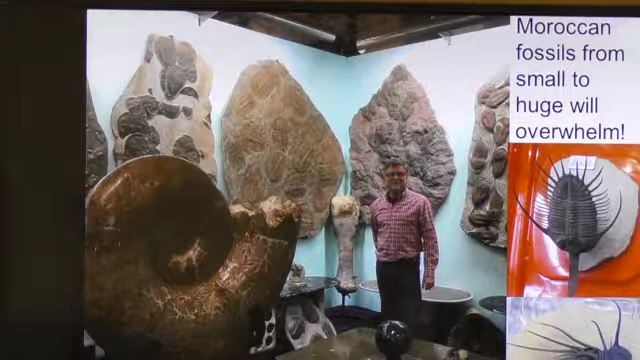 Moroccan
fossils from
small to
huge will
overwhelm!